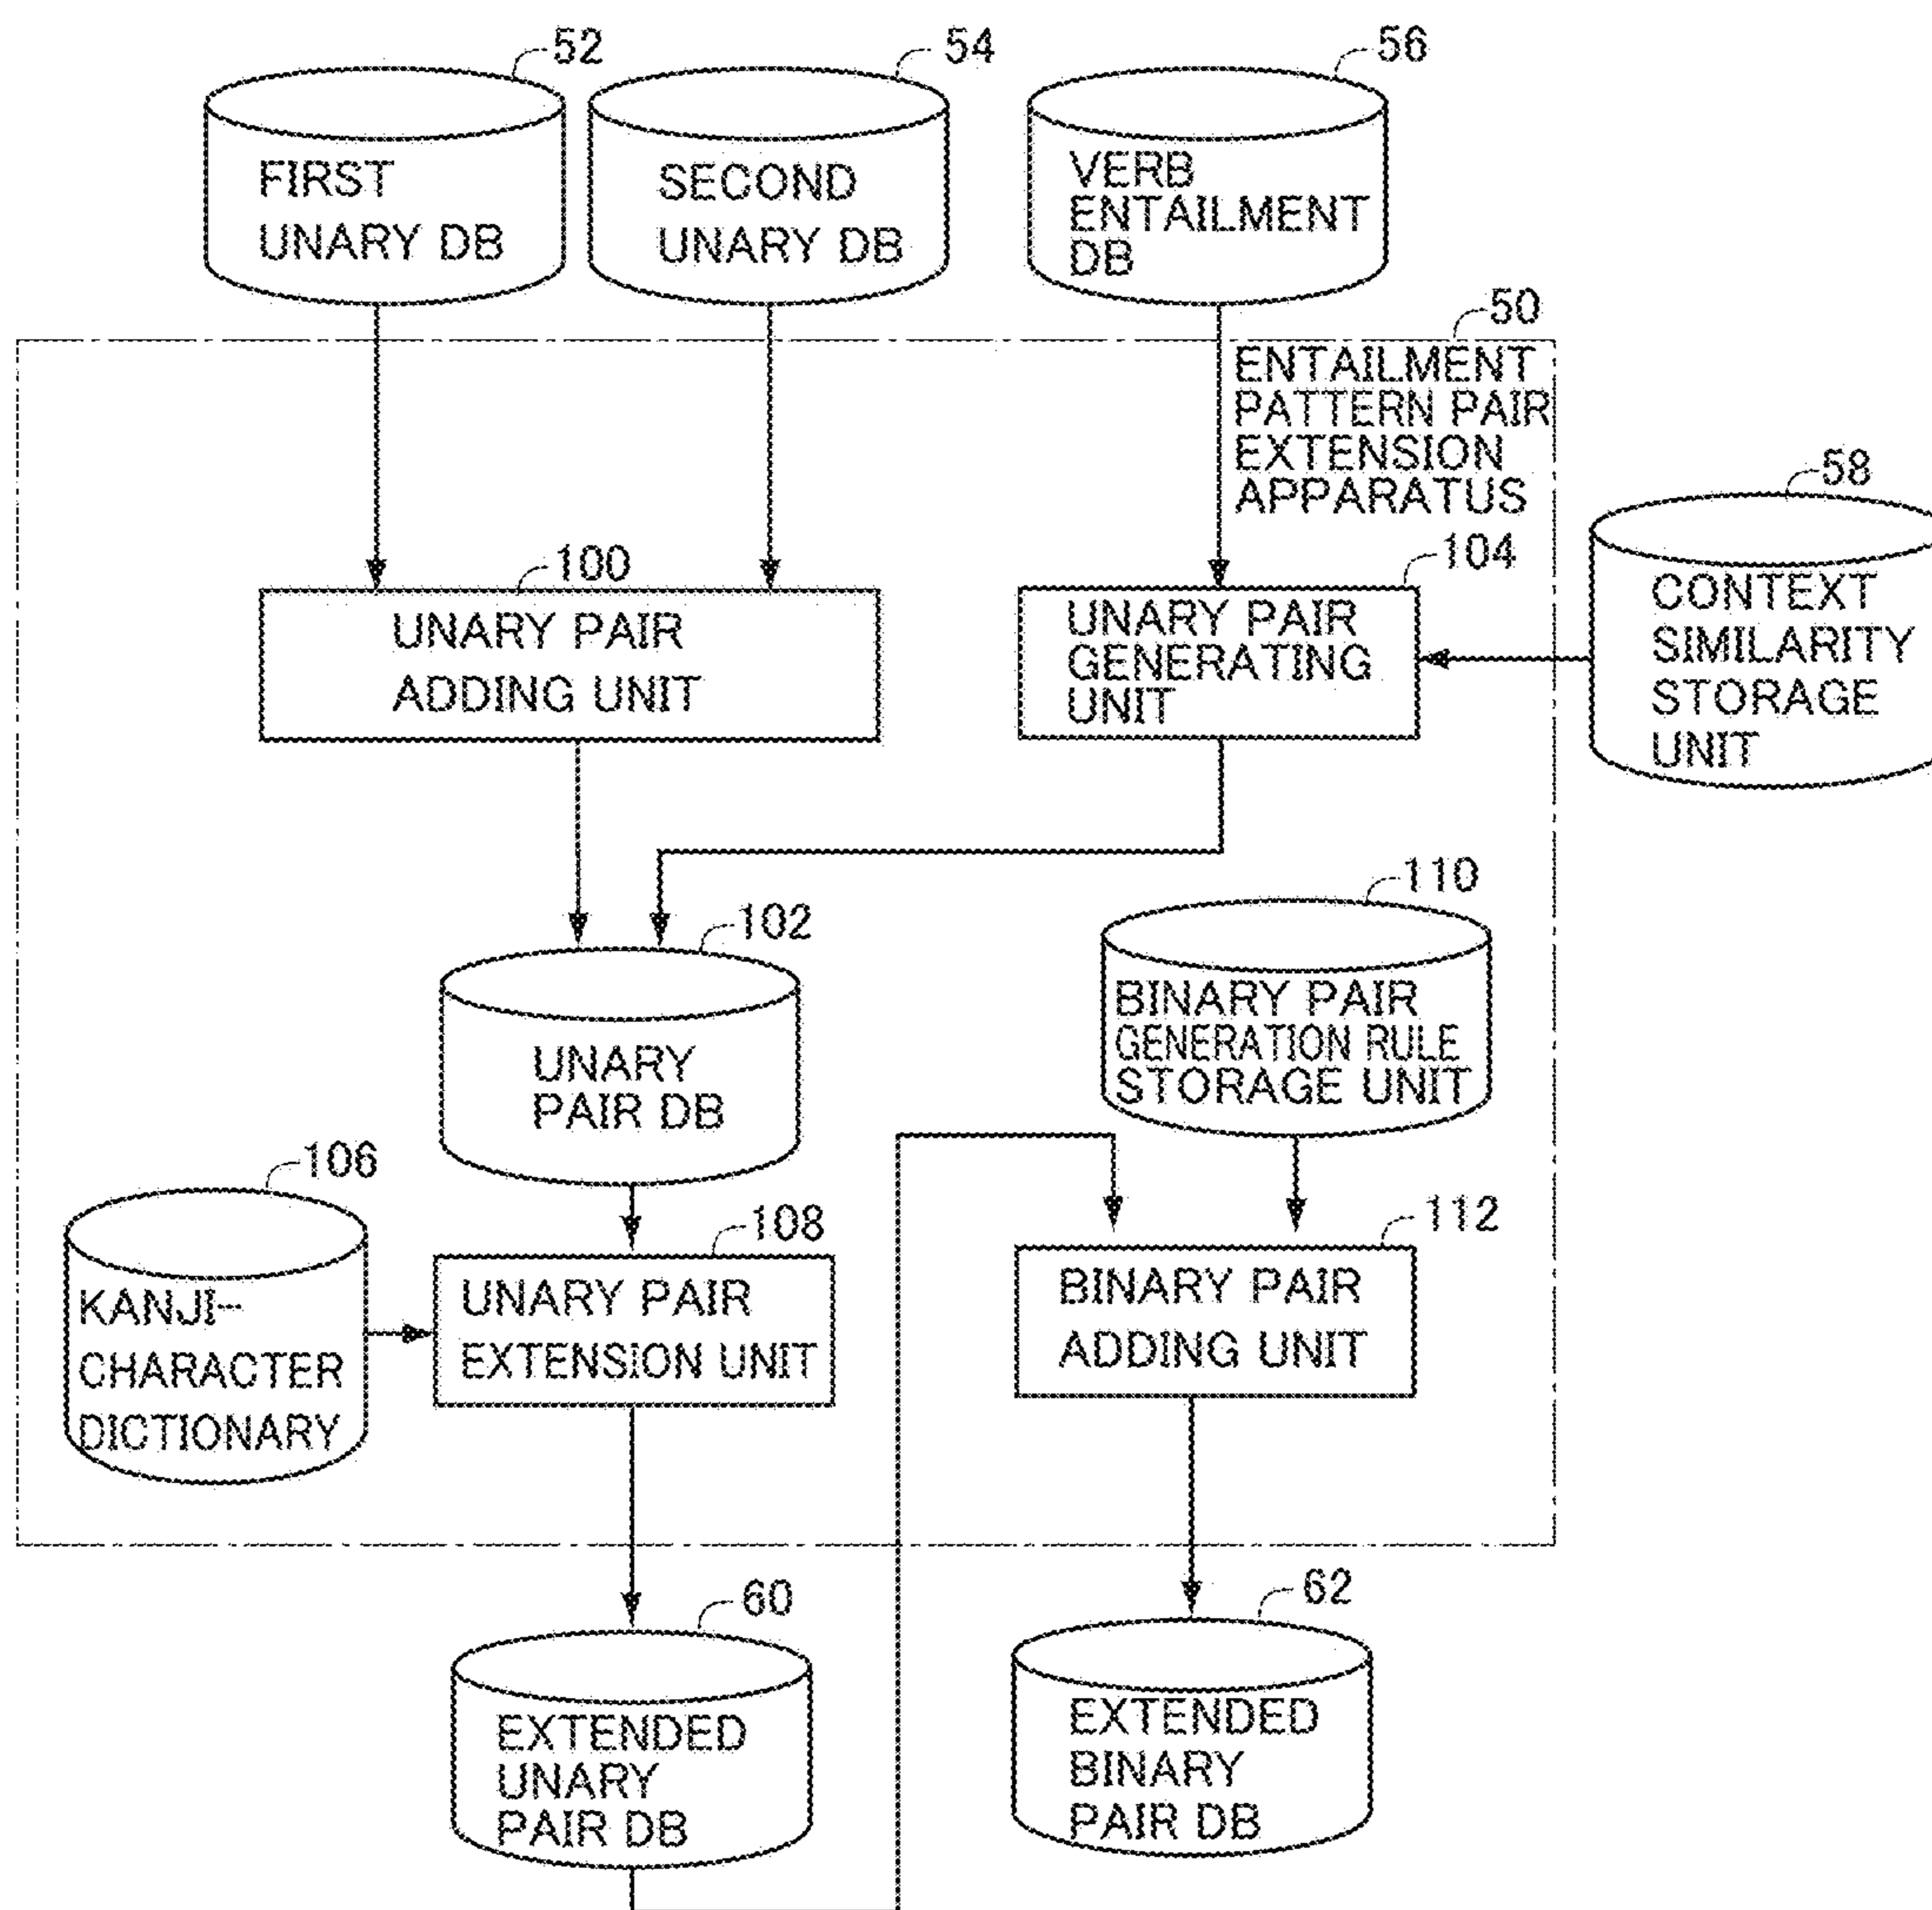 52
54
56
FIRST
UNARY DB
SECOND
UNARY DB
VERB
ENTAILMENT
DB
50
ENTAILMENT
PATTERN PAIR
EXTENSION
APPARATUS
58
CONTEXT
SIMILARITY
STORAGE
UNIT
100
UNARY PAIR
ADDING UNIT
104
UNARY PAIR
GENERATING
UNIT
102
UNARY
PAIR DB
110
BINARY PAIR
GENERATION RULE
STORAGE UNIT
106
KANJI-
CHARACTER
DICTIONARY
108
UNARY PAIR
EXTENSION UNIT
112
BINARY PAIR
ADDING UNIT
60
EXTENDED
UNARY
PAIR DB
62
EXTENDED
BINARY
PAIR DB